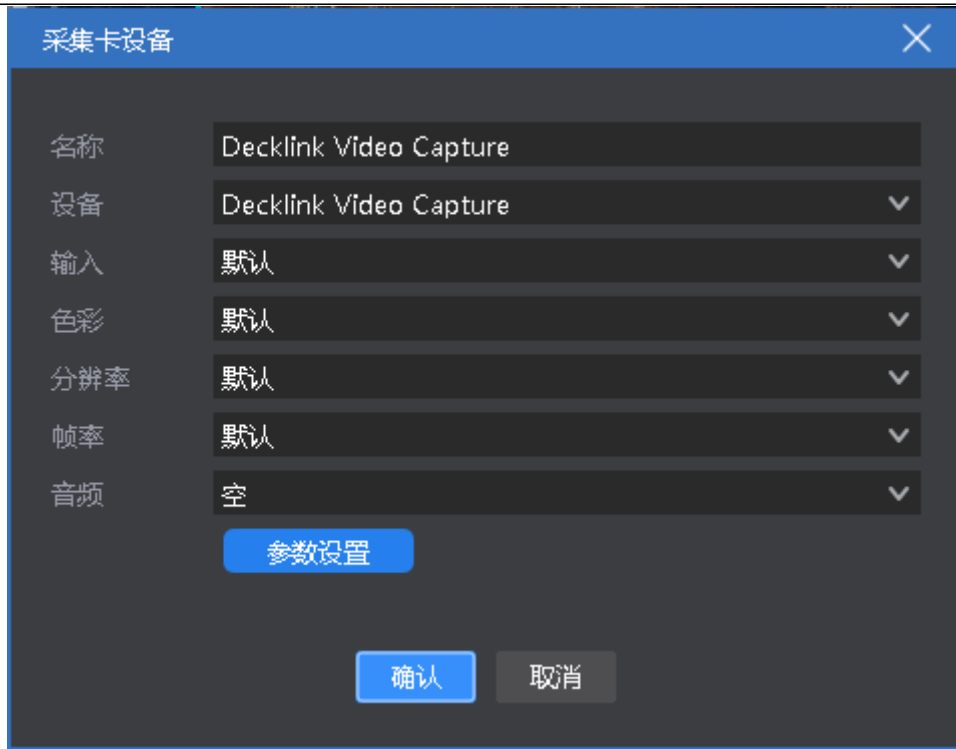 采集卡设备
名称 Decklink Video Capture
设备 Decklink Video Capture
输入 默认
色彩 默认
分辨率 默认
帧率 默认
音频 空
参数设置
确认 取消